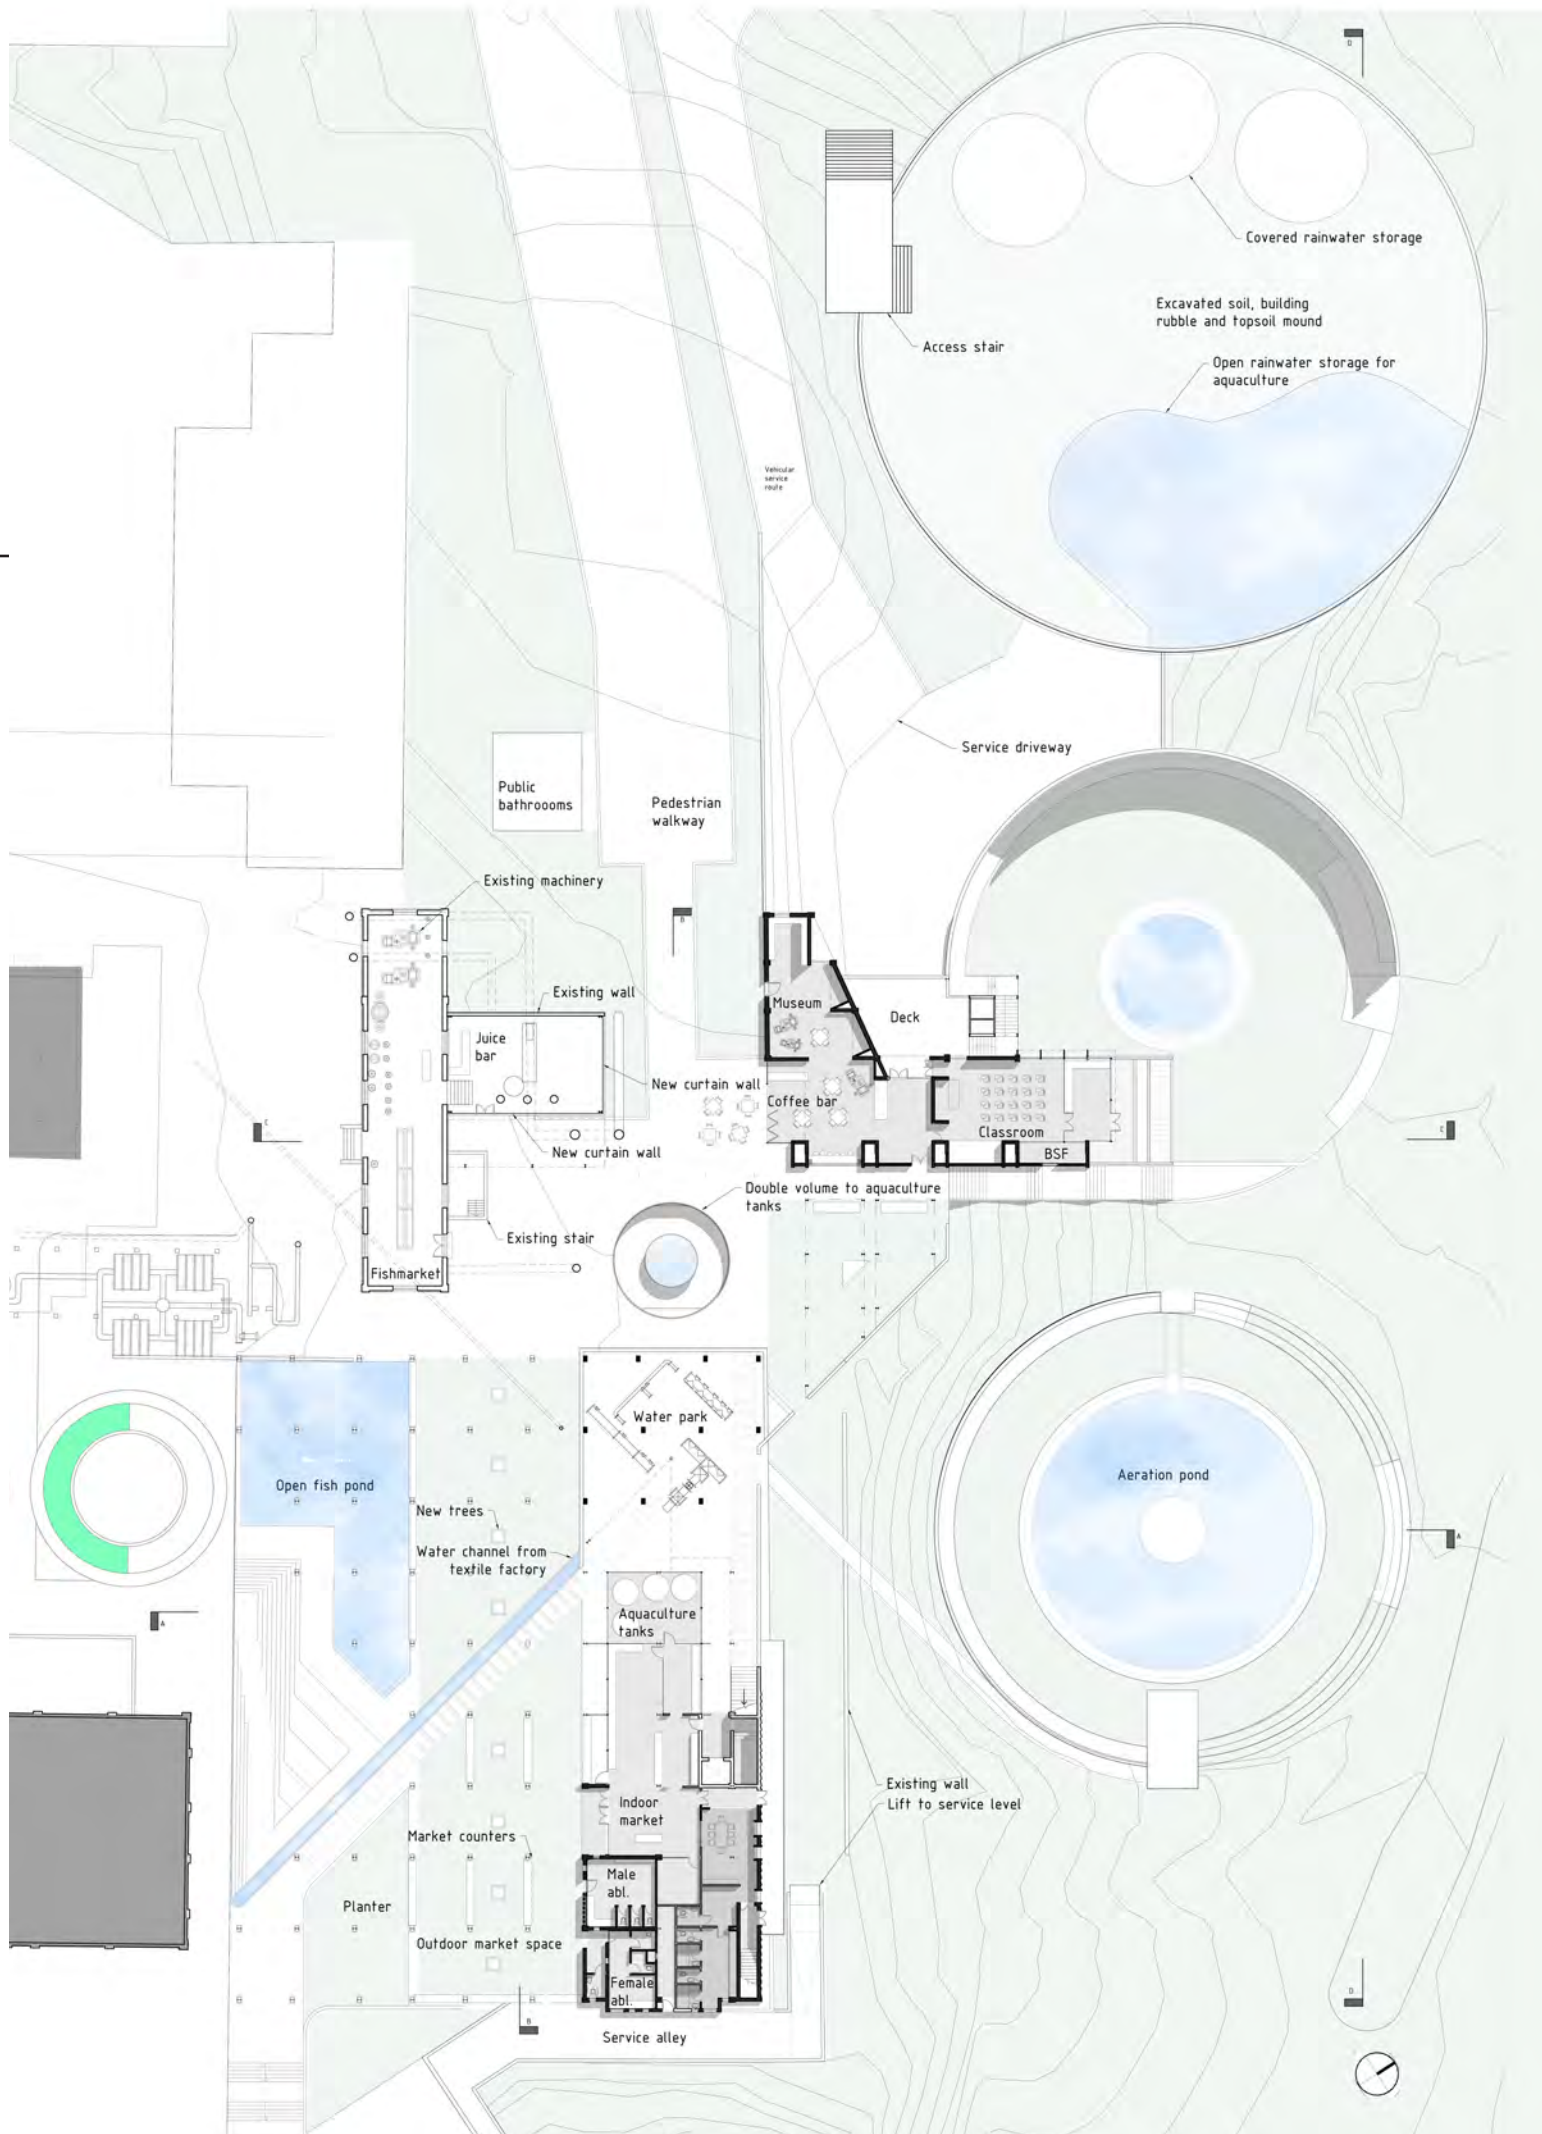 D
Covered rainwater storage
Excavated soil, building
rubble and topsoil mound
Access stair
Open rainwater storage for
aquaculture
Vehicular
service
route
Service driveway
Public
bathroooms
Pedestrian
walkway
Existing machinery
B
Existing wall
Museum
Juice
bar
Deck
New curtain wall
Coffee bar
C
Classroom
C
New curtain wall
BSF
Double volume to aquaculture
tanks
Existing stair
Fishmarket
Water park
Open fish pond
Aeration pond
New trees
Water channel from
textile factory
A
Aquaculture
tanks
A
Existing wall
Indoor
market
Lift to service level
Market counters
Male
abl.
Planter
Outdoor market space
Female
abl.
D
B
Service alley